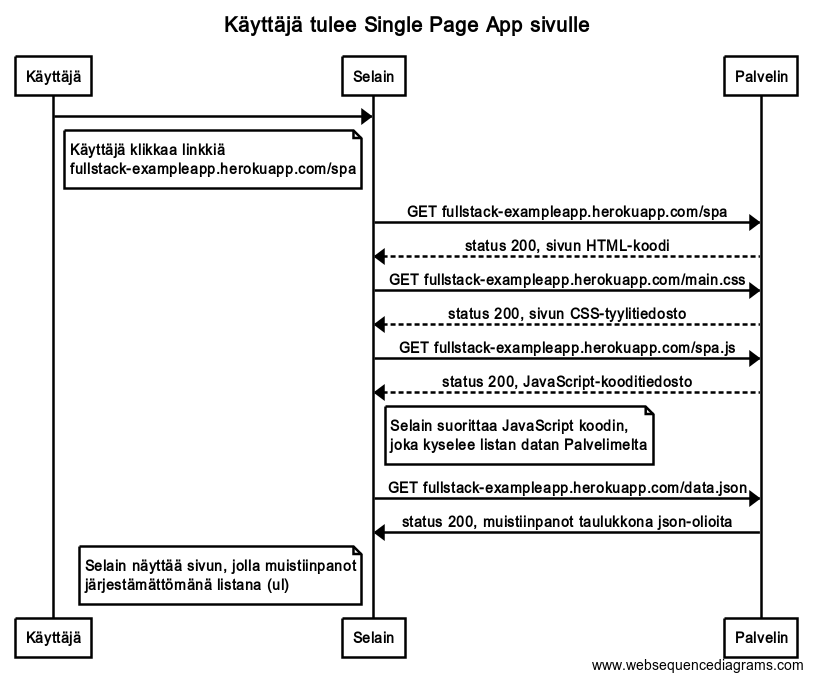 Käyttäjä tulee Single Page App sivulle
Käyttäjä
Selain
Palvelin
Käyttäjä klikkaa linkkiä
fullstack-exampleapp.herokuapp.com/spa
GET fullstack-exampleapp.herokuapp.com/spa
status 200, sivun HTML-koodi
GET fullstack-exampleapp.herokuapp.com/main.css
status 200, sivun CSS-tyylitiedosto
GET fullstack-exampleapp.herokuapp.com/spa.js
status 200, JavaScript-kooditiedosto
Selain suorittaa JavaScript koodin,
joka kyselee listan datan Palvelimelta
GET fullstack-exampleapp.herokuapp.com/data.json
status 200, muistiinpanot taulukkona json-olioita
Selain näyttää sivun, jolla muistiinpanot
järjestämättömänä listana (ul)
Käyttäjä
Selain
Palvelin
www.websequencediagrams.com